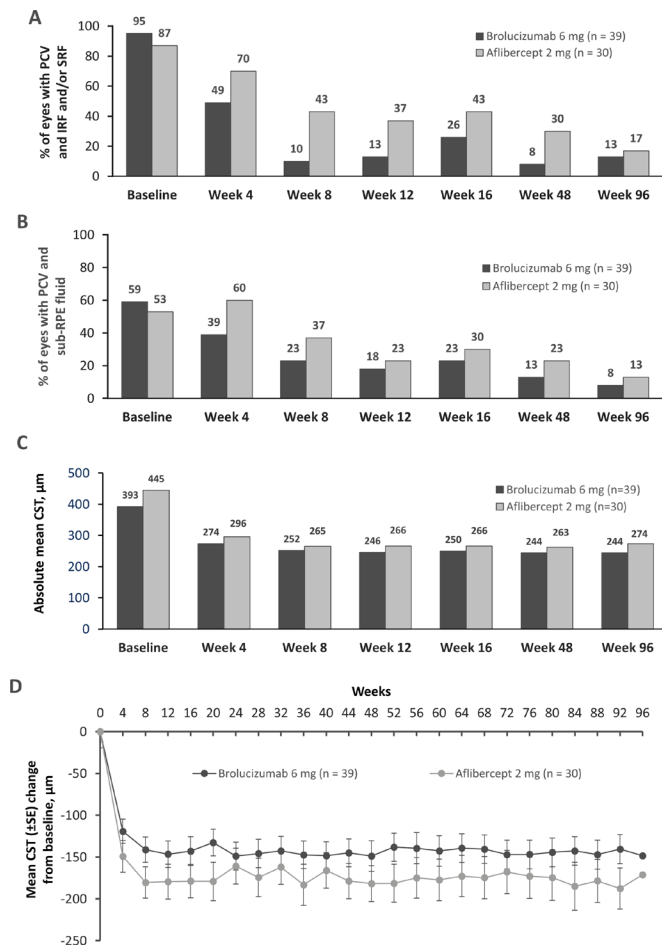 A
% of eyes with PCV
and IRF and/or SRF
100
80
60
40
20
0
95
87
49
70
10
43
13
37
26
43
8
30
13
17
Brolucizumab 6 mg (n = 39)
Aflibercept 2 mg (n = 30)
Baseline Week 4 Week 8 Week 12 Week 16 Week 48 Week 96
B
% of eyes with PCV and
sub-RPE fluid
100
80
60
40
20
0
59
53
39
60
23
37
18
23
23
30
13
23
8
13
Brolucizumab 6 mg (n = 39)
Aflibercept 2 mg (n = 30)
Baseline Week 4 Week 8 Week 12 Week 16 Week 48 Week 96
C
Absolute mean CST, µm
500
400
300
200
100
0
393
445
274
296
252
265
246
266
250
266
244
263
244
274
Brolucizumab 6 mg (n=39)
Aflibercept 2 mg (n=30)
Baseline Week 4 Week 8 Week 12 Week 16 Week 48 Week 96
D
Weeks
0 4 8 12 16 20 24 28 32 36 40 44 48 52 56 60 64 68 72 76 80 84 88 92 96
Mean CST (±SE) change
from baseline, µm
0
-50
-100
-150
-200
-250
Brolucizumab 6 mg (n = 39)
Aflibercept 2 mg (n = 30)